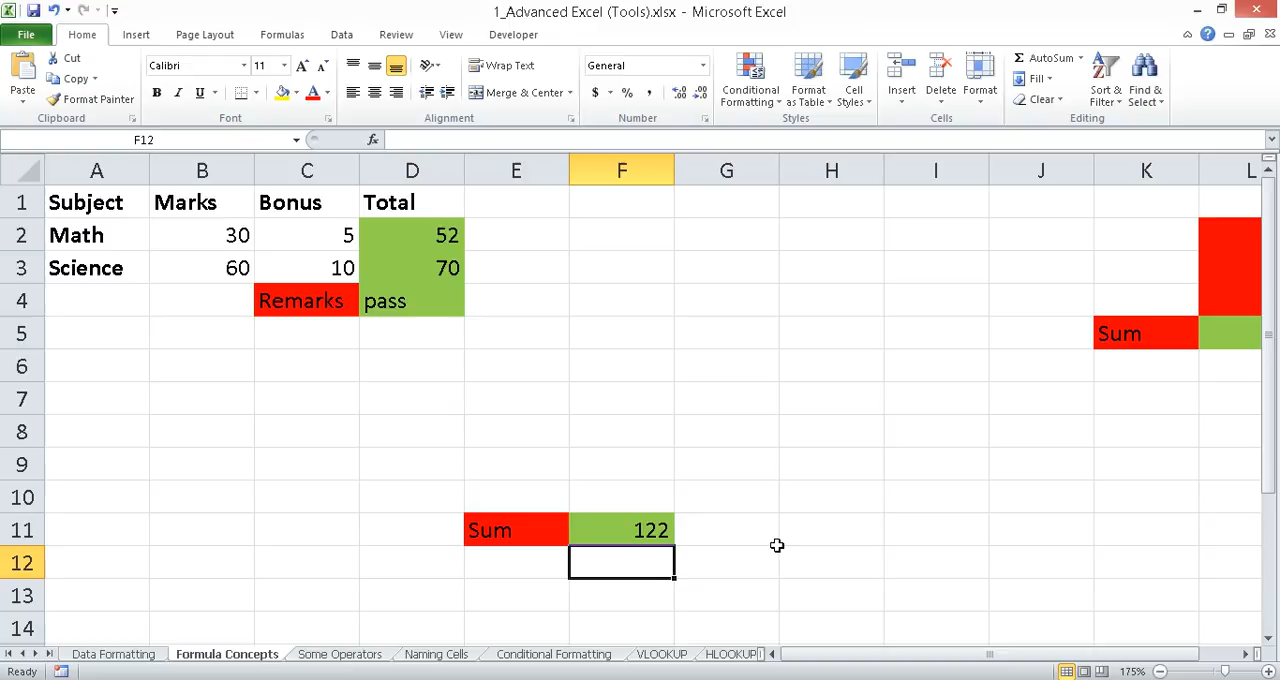 1_Advanced Excel (Tools).xlsx - Microsoft Excel
File Home Insert Page Layout Formulas Data Review View Developer
Cut
Copy
Format Painter
Paste
Clipboard
Calibri 11
B I U
Font
Wrap Text
Merge & Center
Alignment
General
$ % ,
Number
Conditional Formatting
Format as Table
Cell Styles
Styles
Insert Delete Format
Cells
AutoSum
Fill
Clear
Sort & Filter
Find & Select
Editing
F12 fx
A B C D E F G H I J K L
1 Subject Marks Bonus Total
2 Math 30 5 52
3 Science 60 10 70
4 Remarks pass
5 Sum
6
7
8
9
10
11 Sum 122
12
13
14
Data Formatting Formula Concepts Some Operators Naming Cells Conditional Formatting VLOOKUP HLOOKUP
Ready 175%